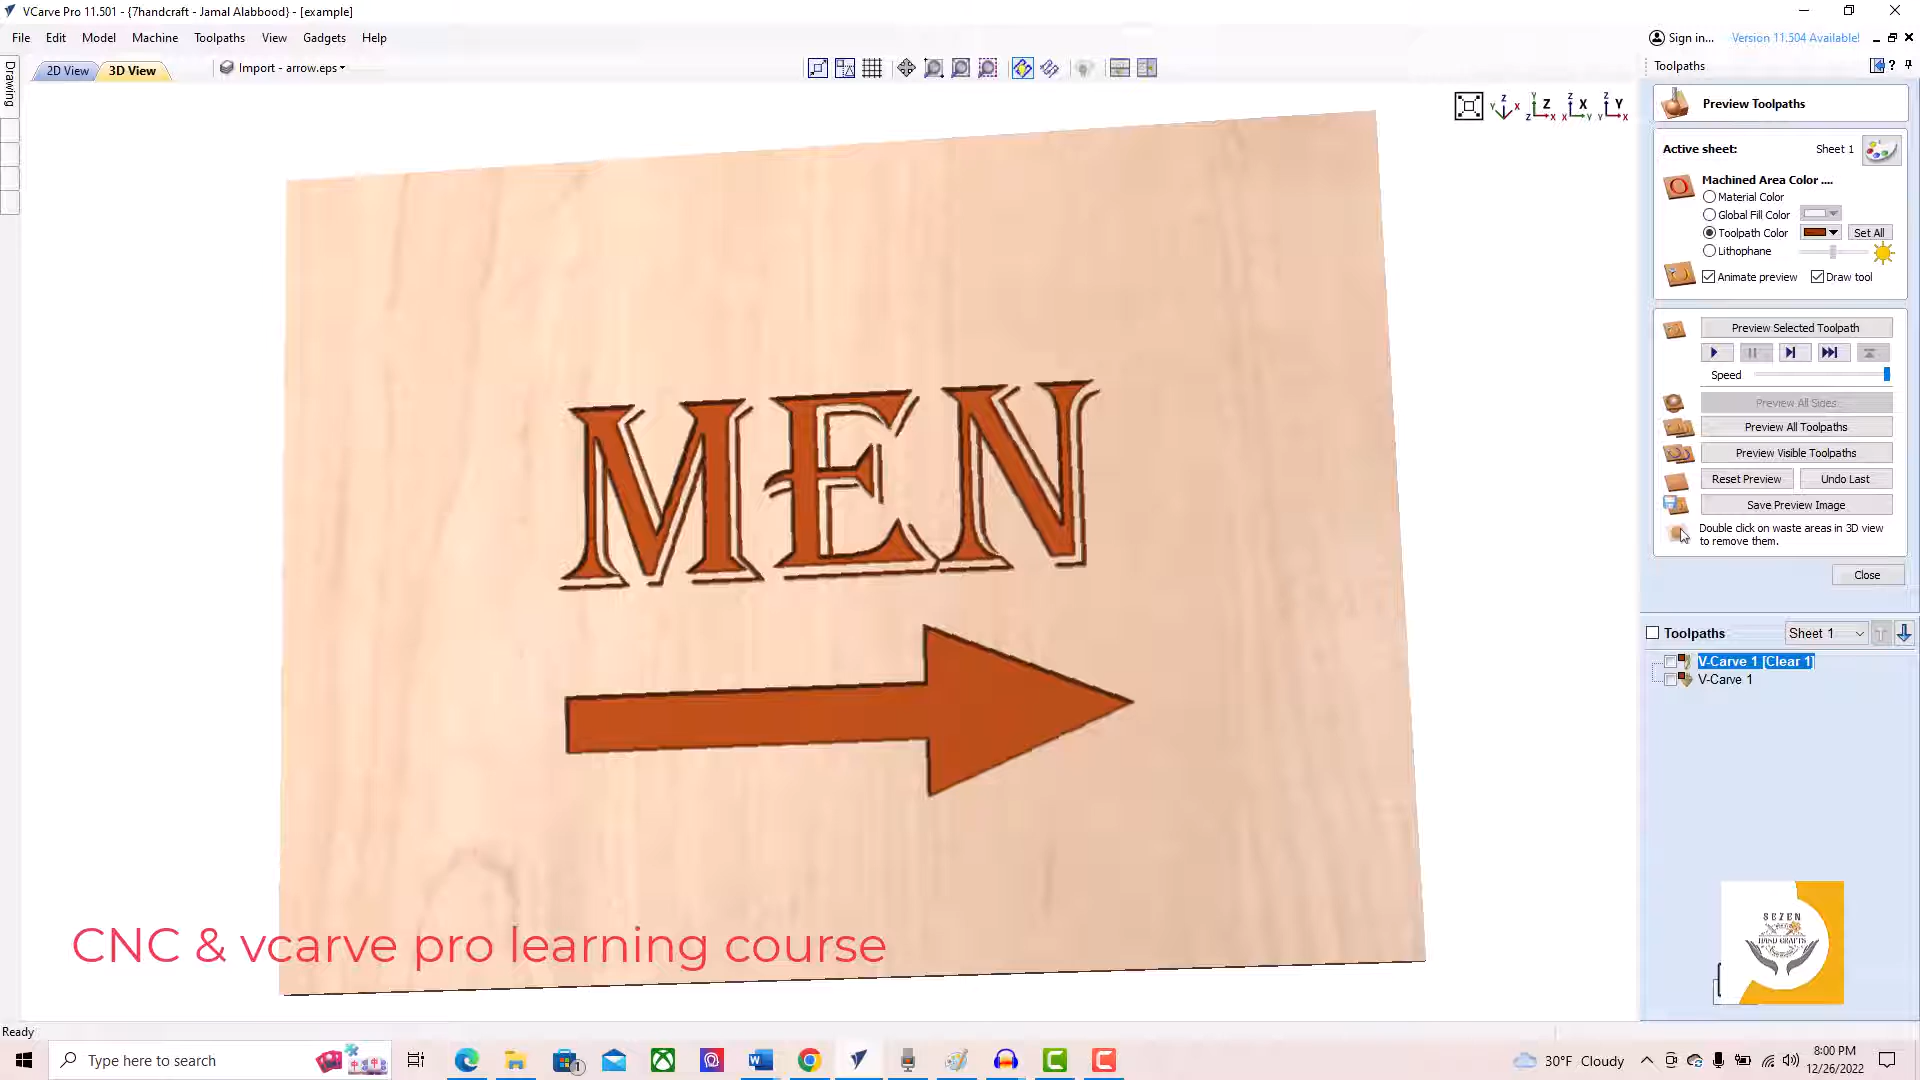 VCarve Pro 11.501 - {7handcraft - Jamal Alabbood} - [example]
File Edit Model Machine Toolpaths View Gadgets Help
Sign in... Version 11.504 Available!
Drawing
2D View 3D View Import - arrow.eps
Toolpaths
Preview Toolpaths
Active sheet: Sheet 1
Machined Area Color ....
Material Color
Global Fill Color
Toolpath Color Set All
Lithophane
Animate preview Draw tool
Preview Selected Toolpath
Speed
Preview All Sides
Preview All Toolpaths
Preview Visible Toolpaths
Reset Preview Undo Last
Save Preview Image
Double click on waste areas in 3D view
to remove them.
Close
Toolpaths Sheet 1
V-Carve 1 [Clear 1]
V-Carve 1
MEN
CNC & vcarve pro learning course
SEZEN
HAND CRAFTS
Ready
Type here to search
30°F Cloudy
8:00 PM
12/26/2022